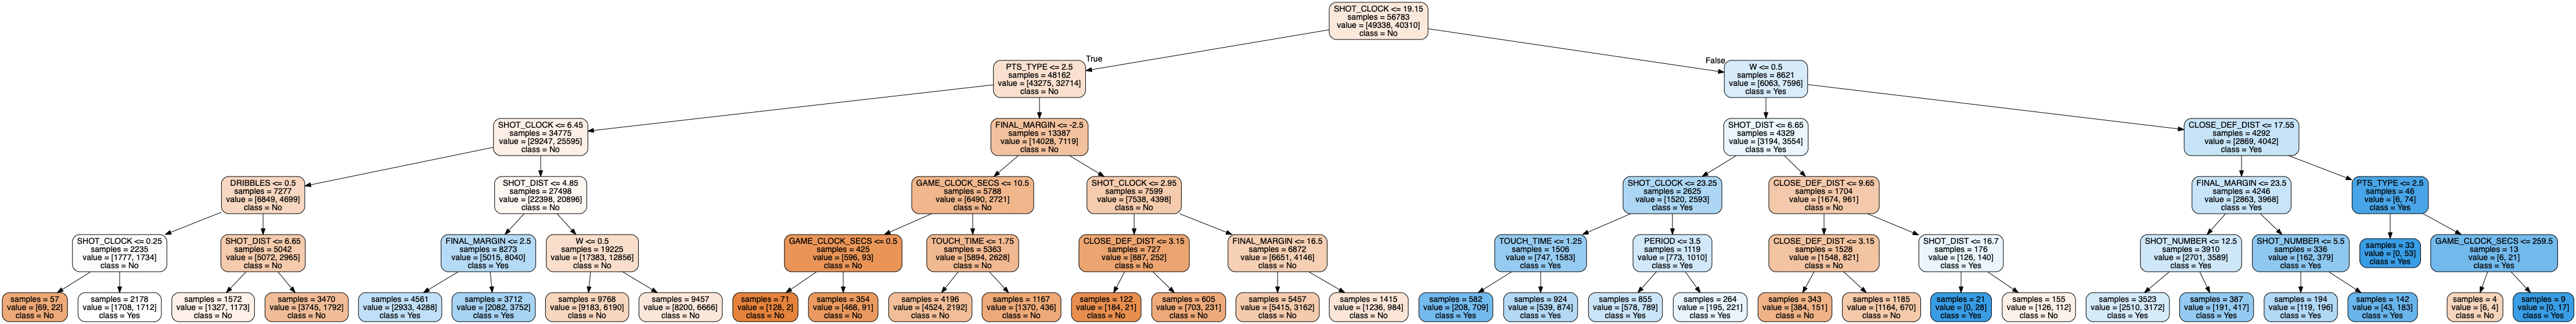 SHOT_CLOCK <= 19.15
samples = 56783
value = [49338, 40310]
class = No
True
False
PTS_TYPE <= 2.5
samples = 48162
value = [43275, 32714]
class = No
W <= 0.5
samples = 8621
value = [6063, 7596]
class = Yes
SHOT_CLOCK <= 6.45
samples = 34775
value = [29247, 25595]
class = No
FINAL_MARGIN <= -2.5
samples = 13387
value = [14028, 7119]
class = No
SHOT_DIST <= 6.65
samples = 4329
value = [3194, 3554]
class = Yes
CLOSE_DEF_DIST <= 17.55
samples = 4292
value = [2869, 4042]
class = Yes
DRIBBLES <= 0.5
samples = 7277
value = [6849, 4699]
class = No
SHOT_DIST <= 4.85
samples = 27498
value = [22398, 20896]
class = No
GAME_CLOCK_SECS <= 10.5
samples = 5788
value = [6490, 2721]
class = No
SHOT_CLOCK <= 2.95
samples = 7599
value = [7538, 4398]
class = No
SHOT_CLOCK <= 23.25
samples = 2625
value = [1520, 2593]
class = Yes
CLOSE_DEF_DIST <= 9.65
samples = 1704
value = [1674, 961]
class = No
FINAL_MARGIN <= 23.5
samples = 4246
value = [2863, 3968]
class = Yes
PTS_TYPE <= 2.5
samples = 46
value = [6, 74]
class = Yes
SHOT_CLOCK <= 0.25
samples = 2235
value = [1777, 1734]
class = No
SHOT_DIST <= 6.65
samples = 5042
value = [5072, 2965]
class = No
FINAL_MARGIN <= 2.5
samples = 8273
value = [5015, 8040]
class = Yes
W <= 0.5
samples = 19225
value = [17383, 12856]
class = No
GAME_CLOCK_SECS <= 0.5
samples = 425
value = [596, 93]
class = No
TOUCH_TIME <= 1.75
samples = 5363
value = [5894, 2628]
class = No
CLOSE_DEF_DIST <= 3.15
samples = 727
value = [887, 252]
class = No
FINAL_MARGIN <= 16.5
samples = 6872
value = [6651, 4146]
class = No
TOUCH_TIME <= 1.25
samples = 1506
value = [747, 1583]
class = Yes
PERIOD <= 3.5
samples = 1119
value = [773, 1010]
class = Yes
CLOSE_DEF_DIST <= 3.15
samples = 1528
value = [1548, 821]
class = No
SHOT_DIST <= 16.7
samples = 176
value = [126, 140]
class = Yes
SHOT_NUMBER <= 12.5
samples = 3910
value = [2701, 3589]
class = Yes
SHOT_NUMBER <= 5.5
samples = 336
value = [162, 379]
class = Yes
samples = 33
value = [0, 53]
class = Yes
GAME_CLOCK_SECS <= 259.5
samples = 13
value = [6, 21]
class = Yes
samples = 57
value = [69, 22]
class = No
samples = 2178
value = [1708, 1712]
class = Yes
samples = 1572
value = [1327, 1173]
class = No
samples = 3470
value = [3745, 1792]
class = No
samples = 4561
value = [2933, 4288]
class = Yes
samples = 3712
value = [2082, 3752]
class = Yes
samples = 9768
value = [9183, 6190]
class = No
samples = 9457
value = [8200, 6666]
class = No
samples = 71
value = [128, 2]
class = No
samples = 354
value = [468, 91]
class = No
samples = 4196
value = [4524, 2192]
class = No
samples = 1167
value = [1370, 436]
class = No
samples = 122
value = [184, 21]
class = No
samples = 605
value = [703, 231]
class = No
samples = 5457
value = [5415, 3162]
class = No
samples = 1415
value = [1236, 984]
class = No
samples = 582
value = [208, 709]
class = Yes
samples = 924
value = [539, 874]
class = Yes
samples = 855
value = [578, 789]
class = Yes
samples = 264
value = [195, 221]
class = Yes
samples = 343
value = [384, 151]
class = No
samples = 1185
value = [1164, 670]
class = No
samples = 21
value = [0, 28]
class = Yes
samples = 155
value = [126, 112]
class = No
samples = 3523
value = [2510, 3172]
class = Yes
samples = 387
value = [191, 417]
class = Yes
samples = 194
value = [119, 196]
class = Yes
samples = 142
value = [43, 183]
class = Yes
samples = 4
value = [6, 4]
class = No
samples = 9
value = [0, 17]
class = Yes